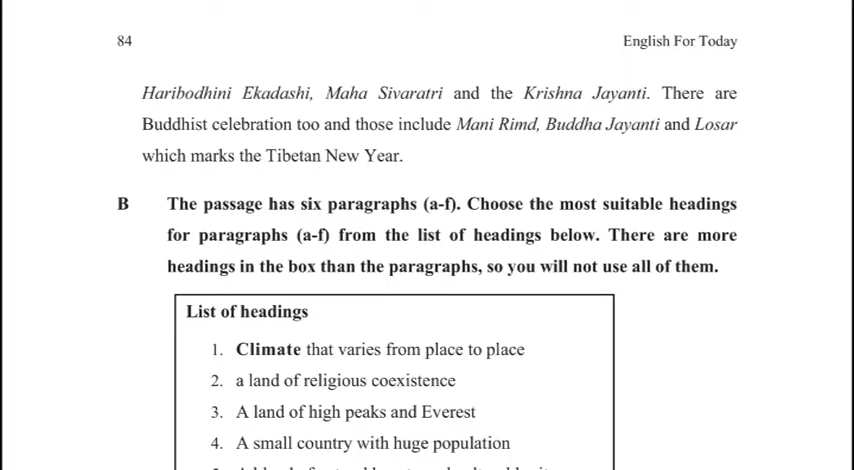 84 English For Today
Haribodhini Ekadashi, Maha Sivaratri and the Krishna Jayanti. There are
Buddhist celebration too and those include Mani Rimd, Buddha Jayanti and Losar
which marks the Tibetan New Year.
B The passage has six paragraphs (a-f). Choose the most suitable headings
for paragraphs (a-f) from the list of headings below. There are more
headings in the box than the paragraphs, so you will not use all of them.
List of headings
1. Climate that varies from place to place
2. a land of religious coexistence
3. A land of high peaks and Everest
4. A small country with huge population